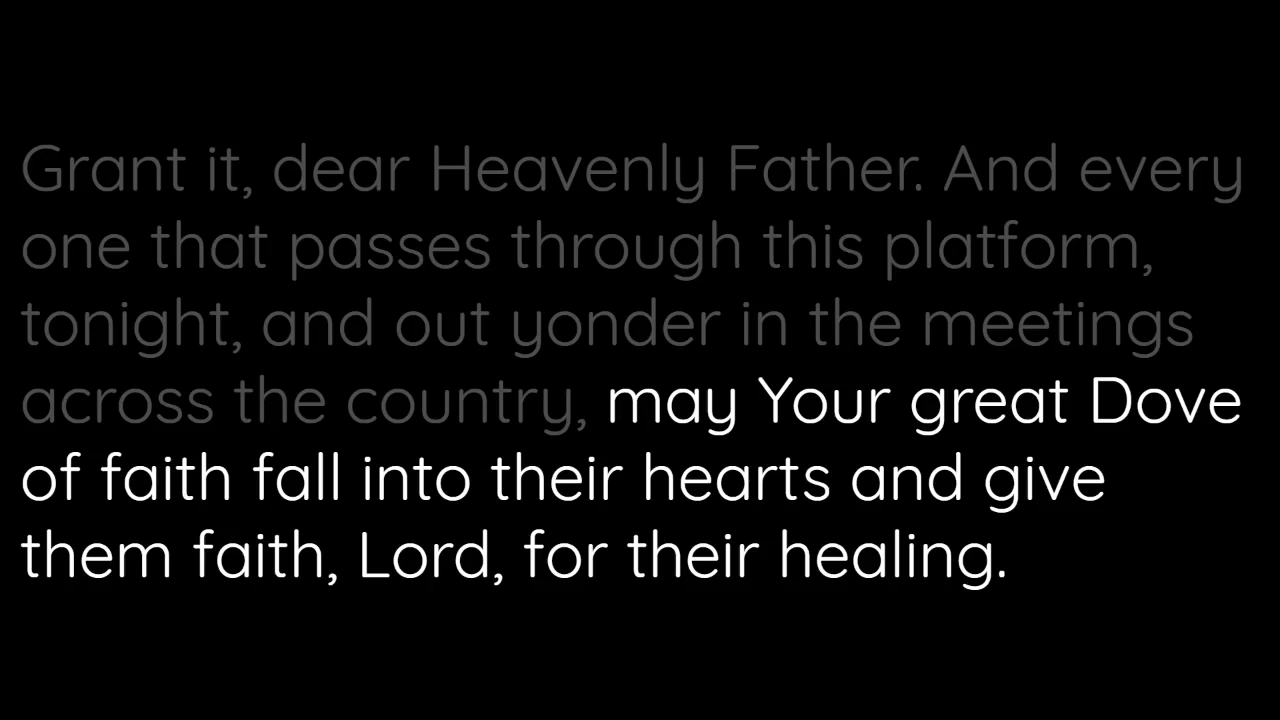 Grant it, dear Heavenly Father. And every
one that passes through this platform,
tonight, and out yonder in the meetings
across the country, may Your great Dove
of faith fall into their hearts and give
them faith, Lord, for their healing.